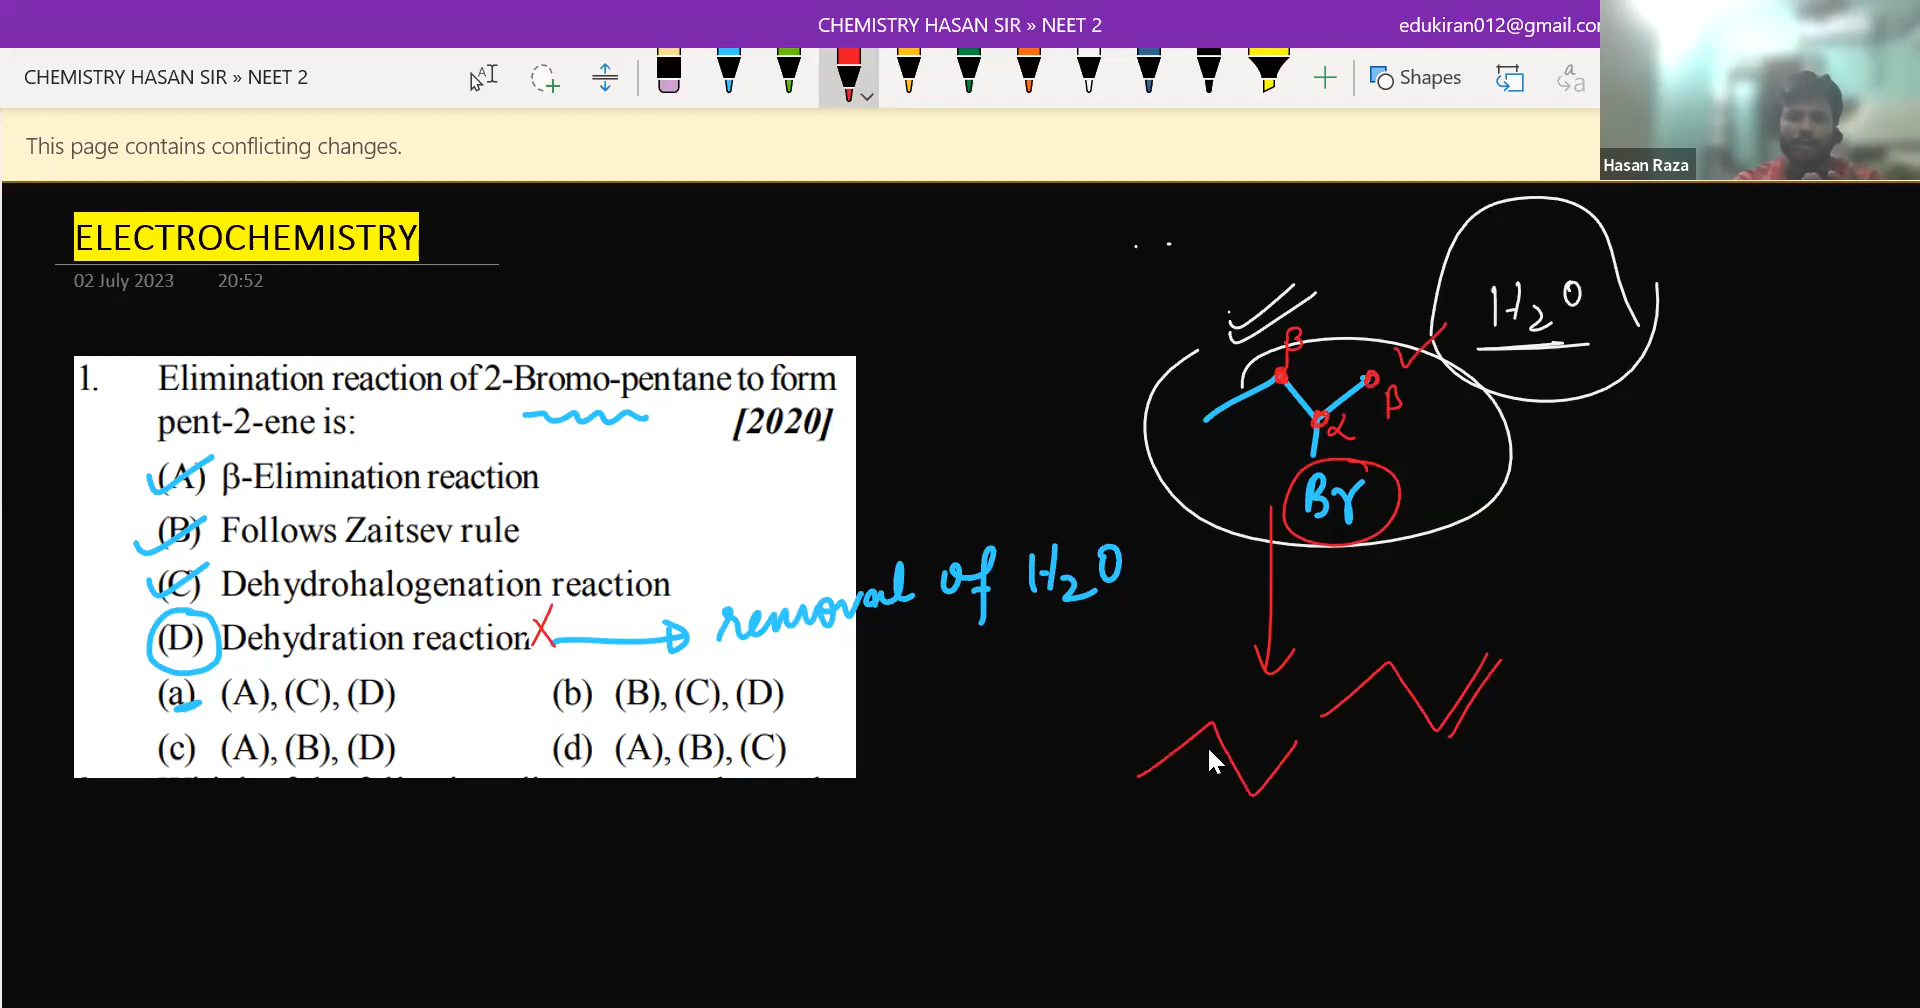 CHEMISTRY HASAN SIR » NEET 2
edukiran012@gmail.co
CHEMISTRY HASAN SIR » NEET 2
Shapes
This page contains conflicting changes.
Hasan Raza
ELECTROCHEMISTRY
02 July 2023 20:52
H2O
β
β
α
Br
1. Elimination reaction of 2-Bromo-pentane to form
pent-2-ene is: [2020]
(A) β-Elimination reaction
(B) Follows Zaitsev rule
(C) Dehydrohalogenation reaction
(D) Dehydration reaction
removal of H2O
(a) (A), (C), (D) (b) (B), (C), (D)
(c) (A), (B), (D) (d) (A), (B), (C)